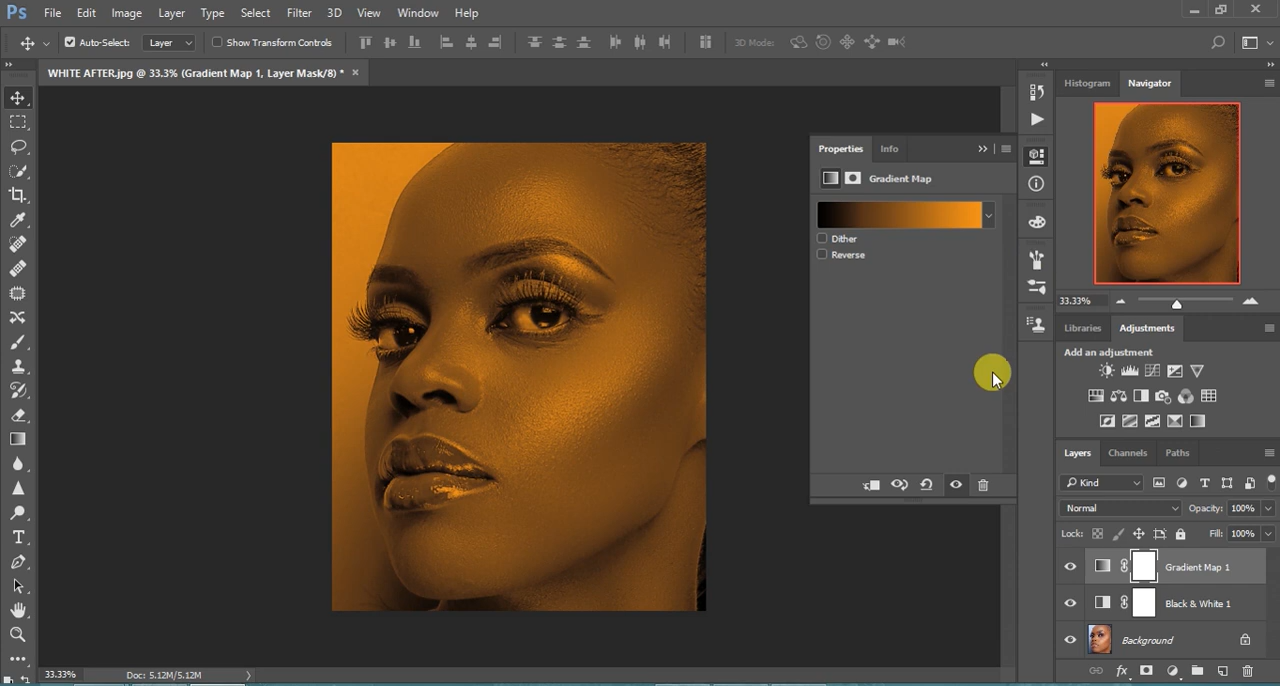 Ps File Edit Image Layer Type Select Filter 3D View Window Help
Auto-Select: Layer Show Transform Controls 3D Mode:
WHITE AFTER.jpg @ 33.3% (Gradient Map 1, Layer Mask/8) * ×
Histogram Navigator
Properties Info
Gradient Map
Dither
Reverse
33.33%
Libraries Adjustments
Add an adjustment
Layers Channels Paths
Kind
Normal Opacity: 100%
Lock: Fill: 100%
Gradient Map 1
fx
Black & White 1
Background
33.33% Doc: 5.12M/5.12M